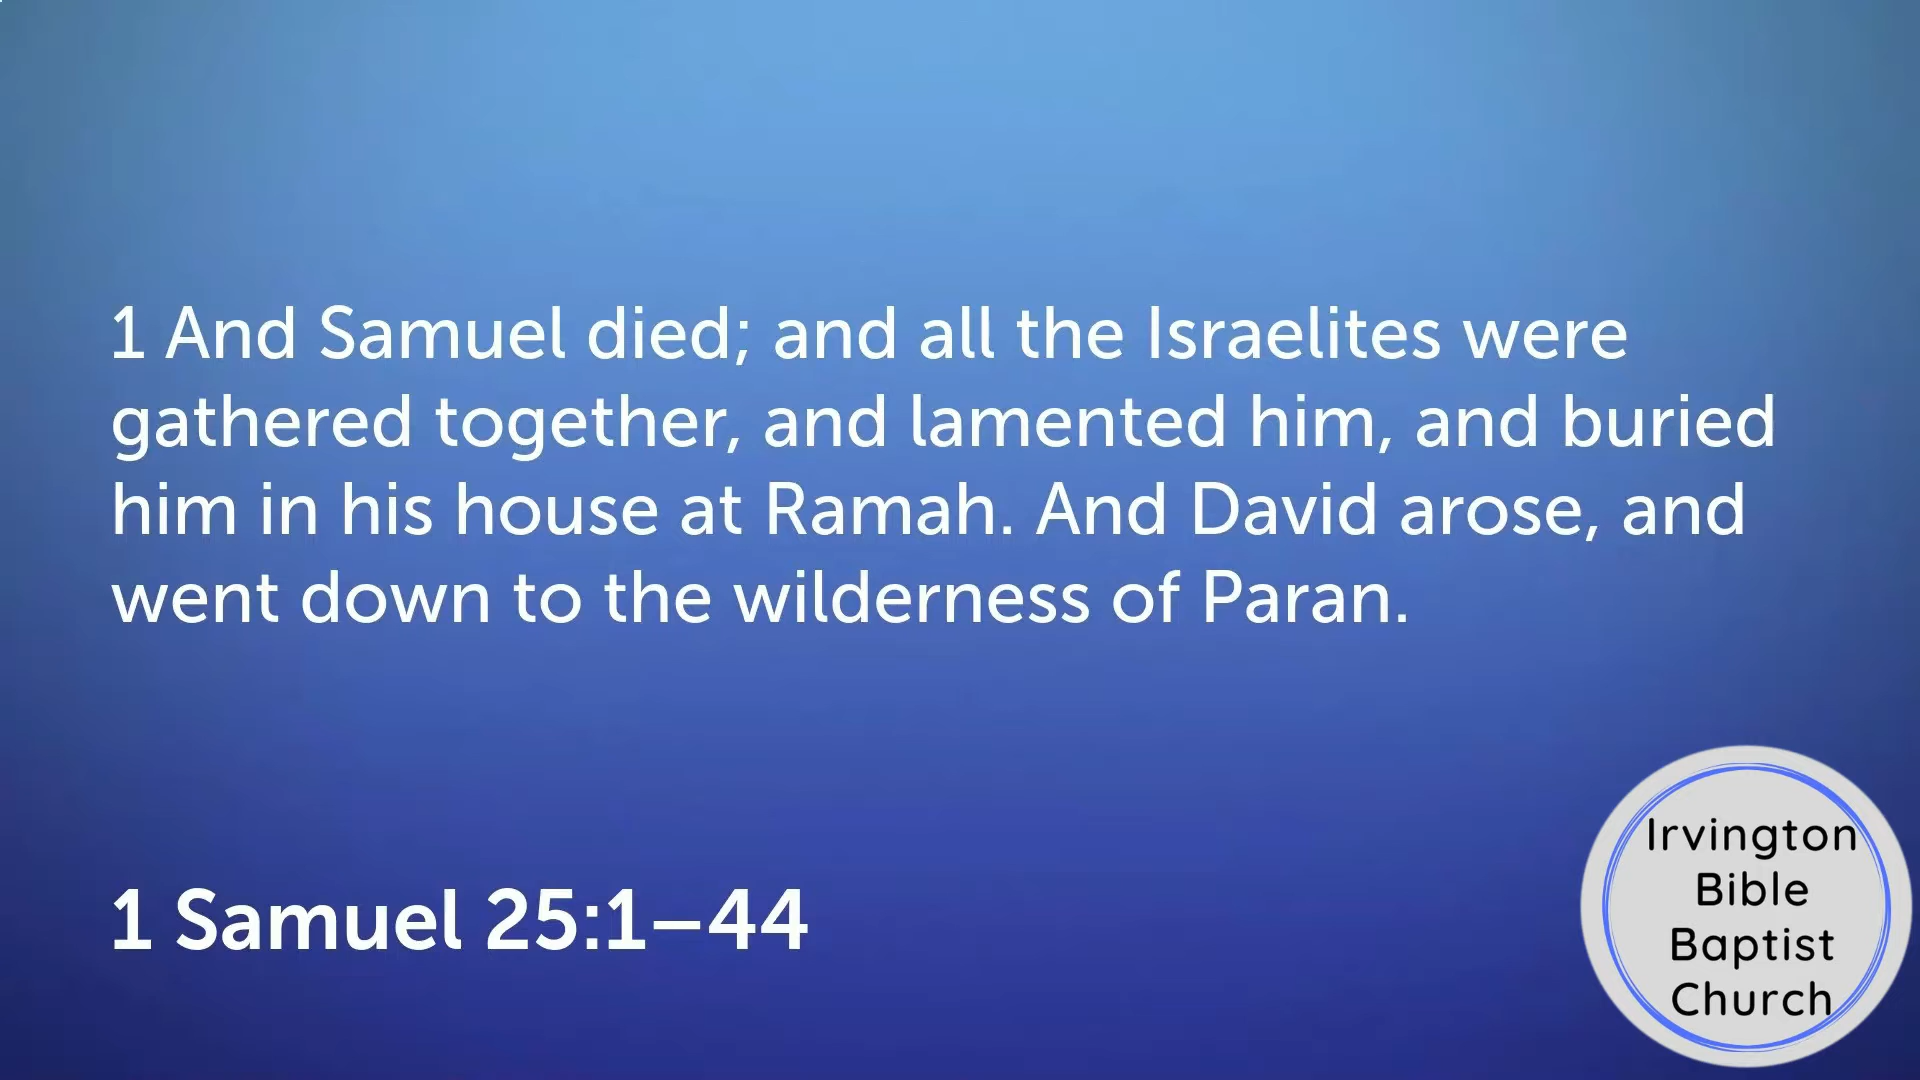 1 And Samuel died; and all the Israelites were
gathered together, and lamented him, and buried
him in his house at Ramah. And David arose, and
went down to the wilderness of Paran.
1 Samuel 25:1–44
Irvington
Bible
Baptist
Church